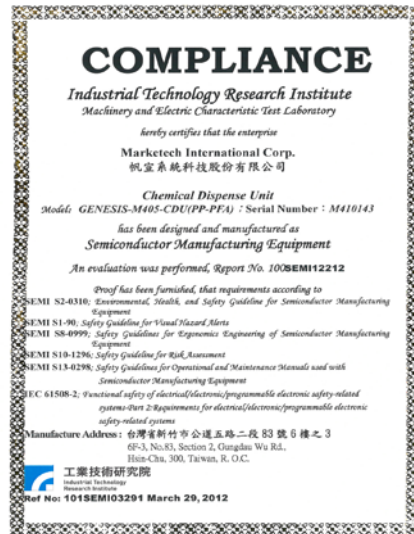 COMPLIANCE
Industrial Technology Research Institute
Machinery and Electric Characteristic Test Laboratory
hereby certifies that the enterprise
Marketech International Corp.
帆宣系統科技股份有限公司
Chemical Dispense Unit
Model: GENESIS-M405-CDU(PP-PFA) ; Serial Number : M410143
has been designed and manufactured as
Semiconductor Manufacturing Equipment
An evaluation was performed, Report No. 100SEMI12212
Proof has been furnished, that requirements according to
SEMI S2-0310; Environmental, Health, and Safety Guideline for Semiconductor Manufacturing
Equipment
SEMI S1-90; Safety Guideline for Visual Hazard Alerts
SEMI S8-0999; Safety Guidelines for Ergonomics Engineering of Semiconductor Manufacturing
Equipment
SEMI S10-1296; Safety Guideline for Risk Assessment
SEMI S13-0298; Safety Guidelines for Operational and Maintenance Manuals used with
Semiconductor Manufacturing Equipment
IEC 61508-2; Functional safety of electrical/electronic/programmable electronic safety-related
systems-Part 2:Requirements for electrical/electronic/programmable electronic
safety-related systems
Manufacture Address : 台灣省新竹市公道五路二段 83 號 6 樓之 3
6F-3, No.83, Section 2, Gungdau Wu Rd.,
Hsin-Chu, 300, Taiwan, R. O.C.
工業技術研究院
Industrial Technology
Research Institute
Ref No: 101SEMI03291 March 29, 2012